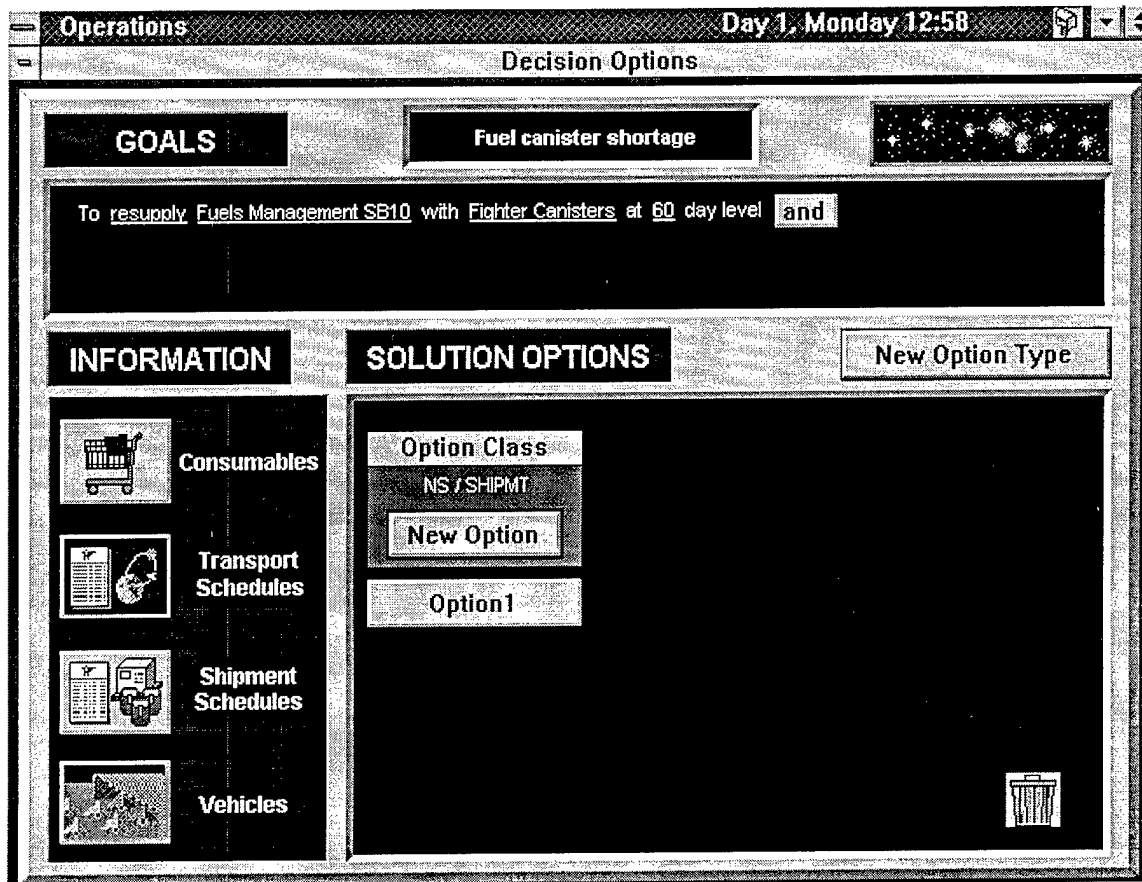 Operations
Day 1, Monday 12:58
Decision Options
GOALS
Fuel canister shortage
To resupply Fuels Management SB10 with Fighter Canisters at 60 day level and
INFORMATION
SOLUTION OPTIONS
New Option Type
Consumables
Transport
Schedules
Shipment
Schedules
Vehicles
Option Class
NS / SHIPMT
New Option
Option1